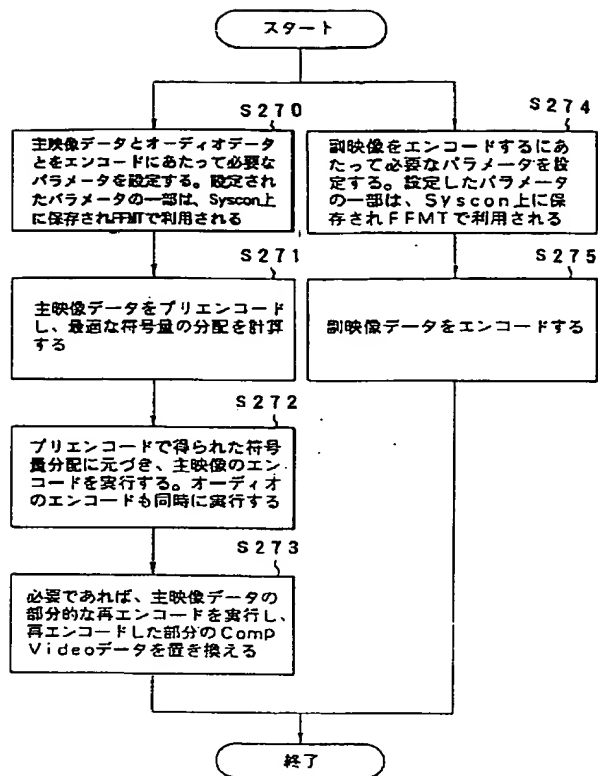 スタート
S270
主映像データとオーディオデータ
とをエンコードにあたって必要な
パラメータを設定する。設定され
たパラメータの一部は、Syscon上
に保存されFFMTで利用される
S271
主映像データをプリエンコード
し、最適な符号量の分配を計算
する
S272
プリエンコードで得られた符号
量分配に元づき、主映像のエン
コードを実行する。オーディオ
のエンコードも同時に実行する
S273
必要であれば、主映像データの
部分的な再エンコードを実行し、
再エンコードした部分のComp
Videoデータを置き換える
S274
副映像をエンコードするにあ
たって必要なパラメータを設
定する。設定したパラメータ
の一部は、Syscon上に保
存されFFMTで利用される
S275
副映像データをエンコードする
終了